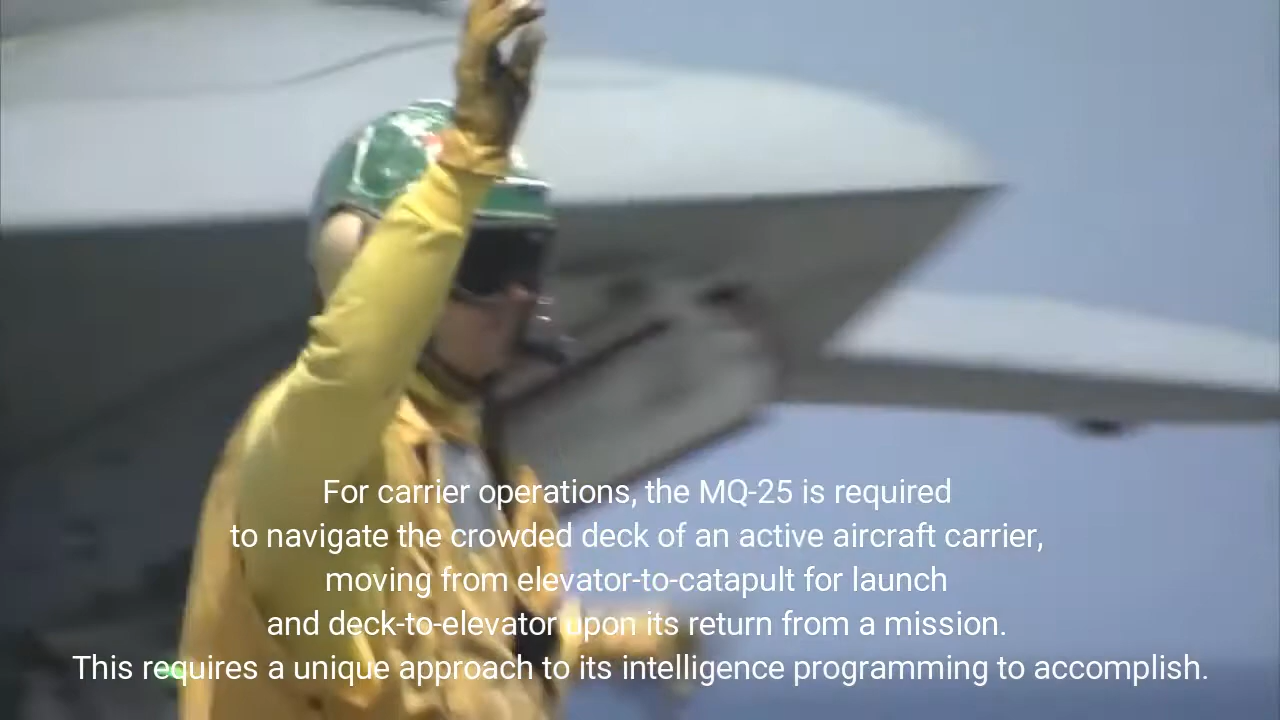 For carrier operations, the MQ-25 is required
to navigate the crowded deck of an active aircraft carrier,
moving from elevator-to-catapult for launch
and deck-to-elevator upon its return from a mission.
This requires a unique approach to its intelligence programming to accomplish.